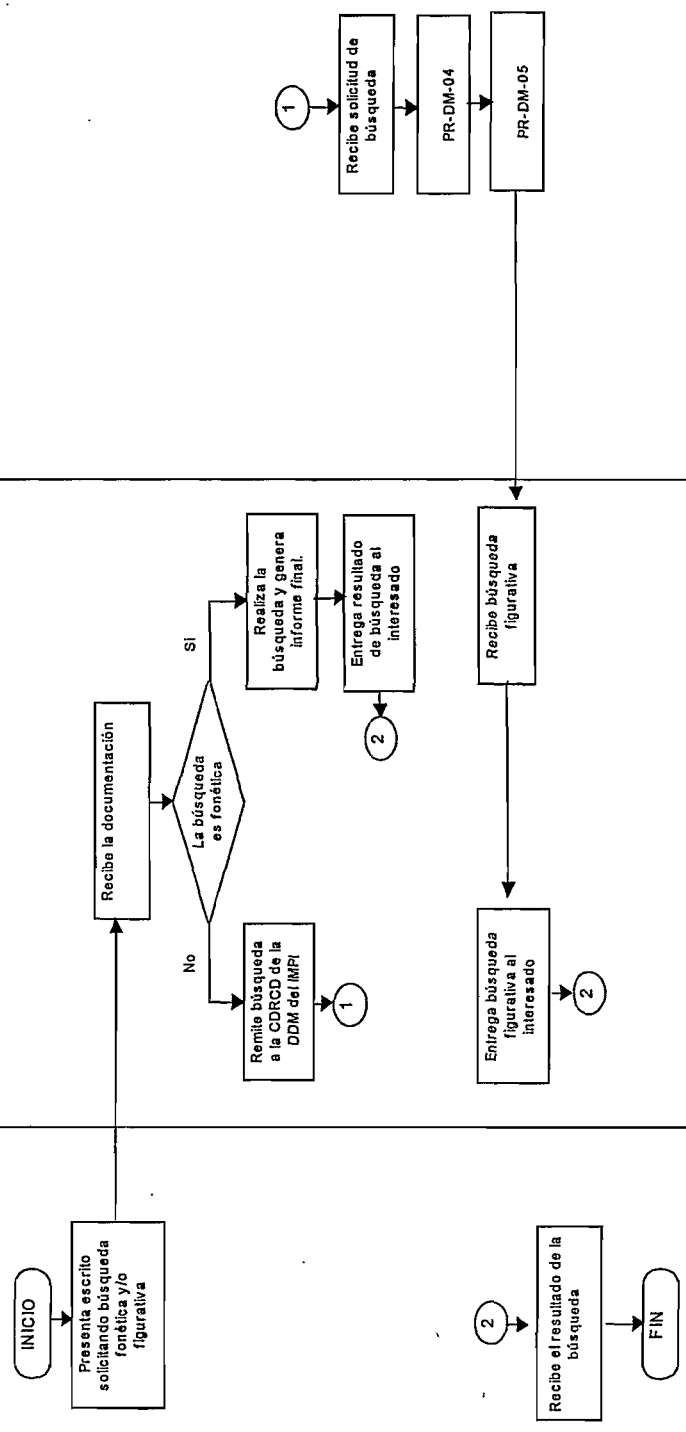 INICIO
Presenta escrito
solicitando búsqueda
fonética y/o
figurativa
2
Recibe el resultado de la
búsqueda
FIN
Recibe la documentación
La búsqueda
es fonética
No
Si
Remite búsqueda
a la CDRCD de la
DDM del IMPI
1
Realiza la
búsqueda y genera
informe final.
Entrega resultado
de búsqueda al
interesado
2
Recibe búsqueda
figurativa
Entrega búsqueda
figurativa al
interesado
2
1
Recibe solicitud de
búsqueda
PR-DM-04
PR-DM-05